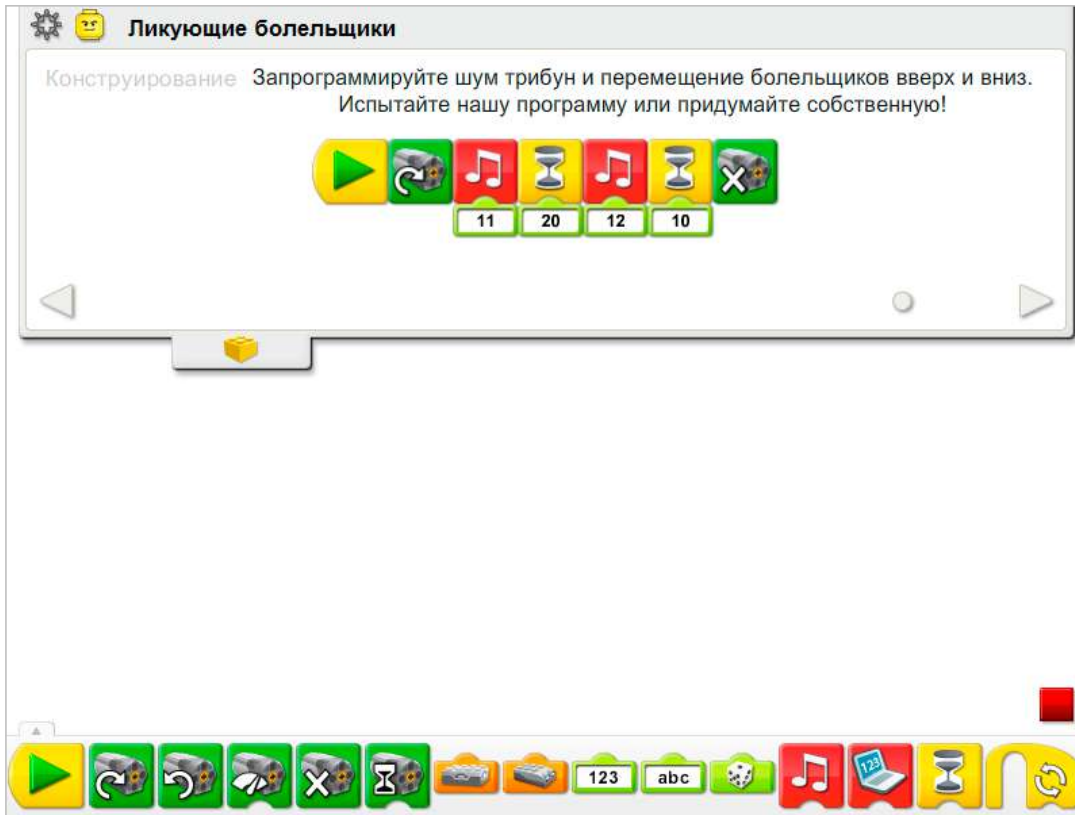 Ликующие болельщики
Конструирование Запрограммируйте шум трибун и перемещение болельщиков вверх и вниз.
Испытайте нашу программу или придумайте собственную!
11 20 12 10
123 abc 123